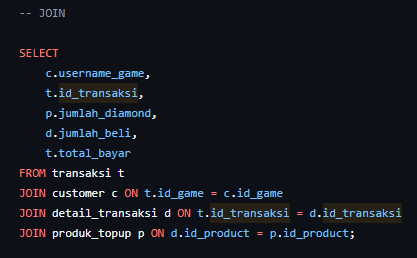 -- JOIN
SELECT
c.username_game,
t.id_transaksi,
p.jumlah_diamond,
d.jumlah_beli,
t.total_bayar
FROM transaksi t
JOIN customer c ON t.id_game = c.id_game
JOIN detail_transaksi d ON t.id_transaksi = d.id_transaksi
JOIN produk_topup p ON d.id_product = p.id_product;